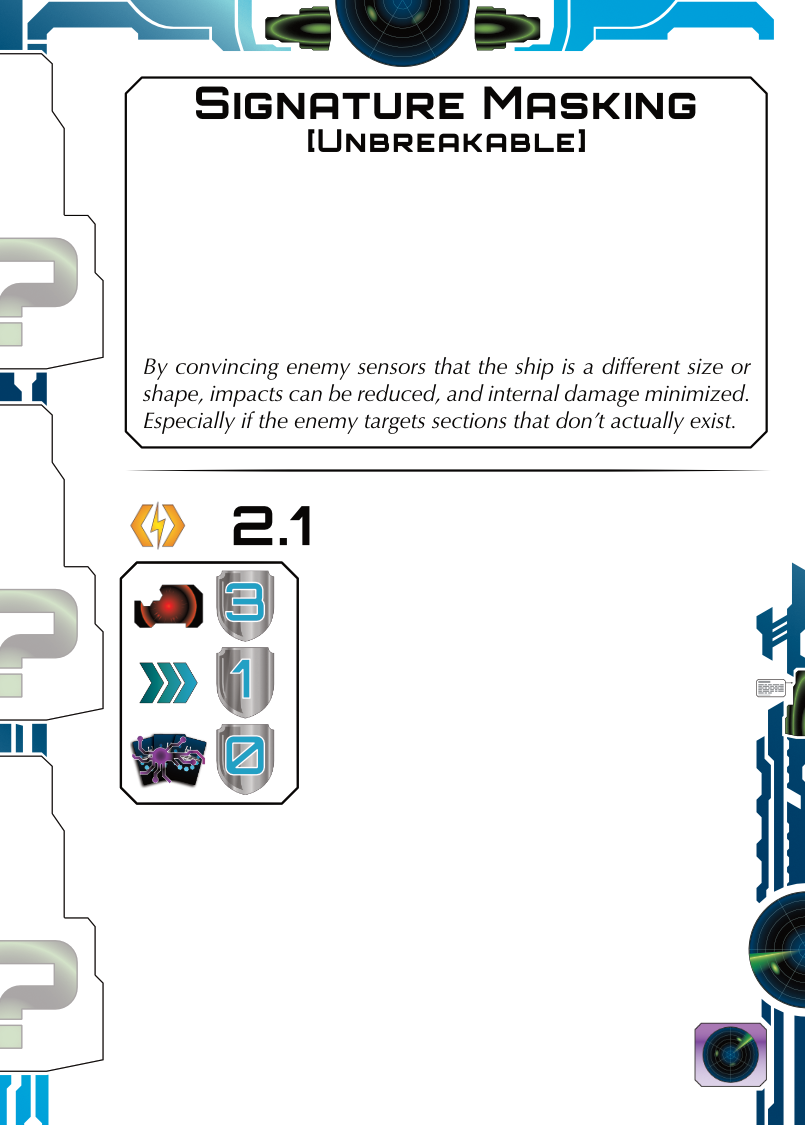 Signature Masking
[Unbreakable]
By convincing enemy sensors that the ship is a different size or
shape, impacts can be reduced, and internal damage minimized.
Especially if the enemy targets sections that don't actually exist.
2.1
3
1
0
?
?
?